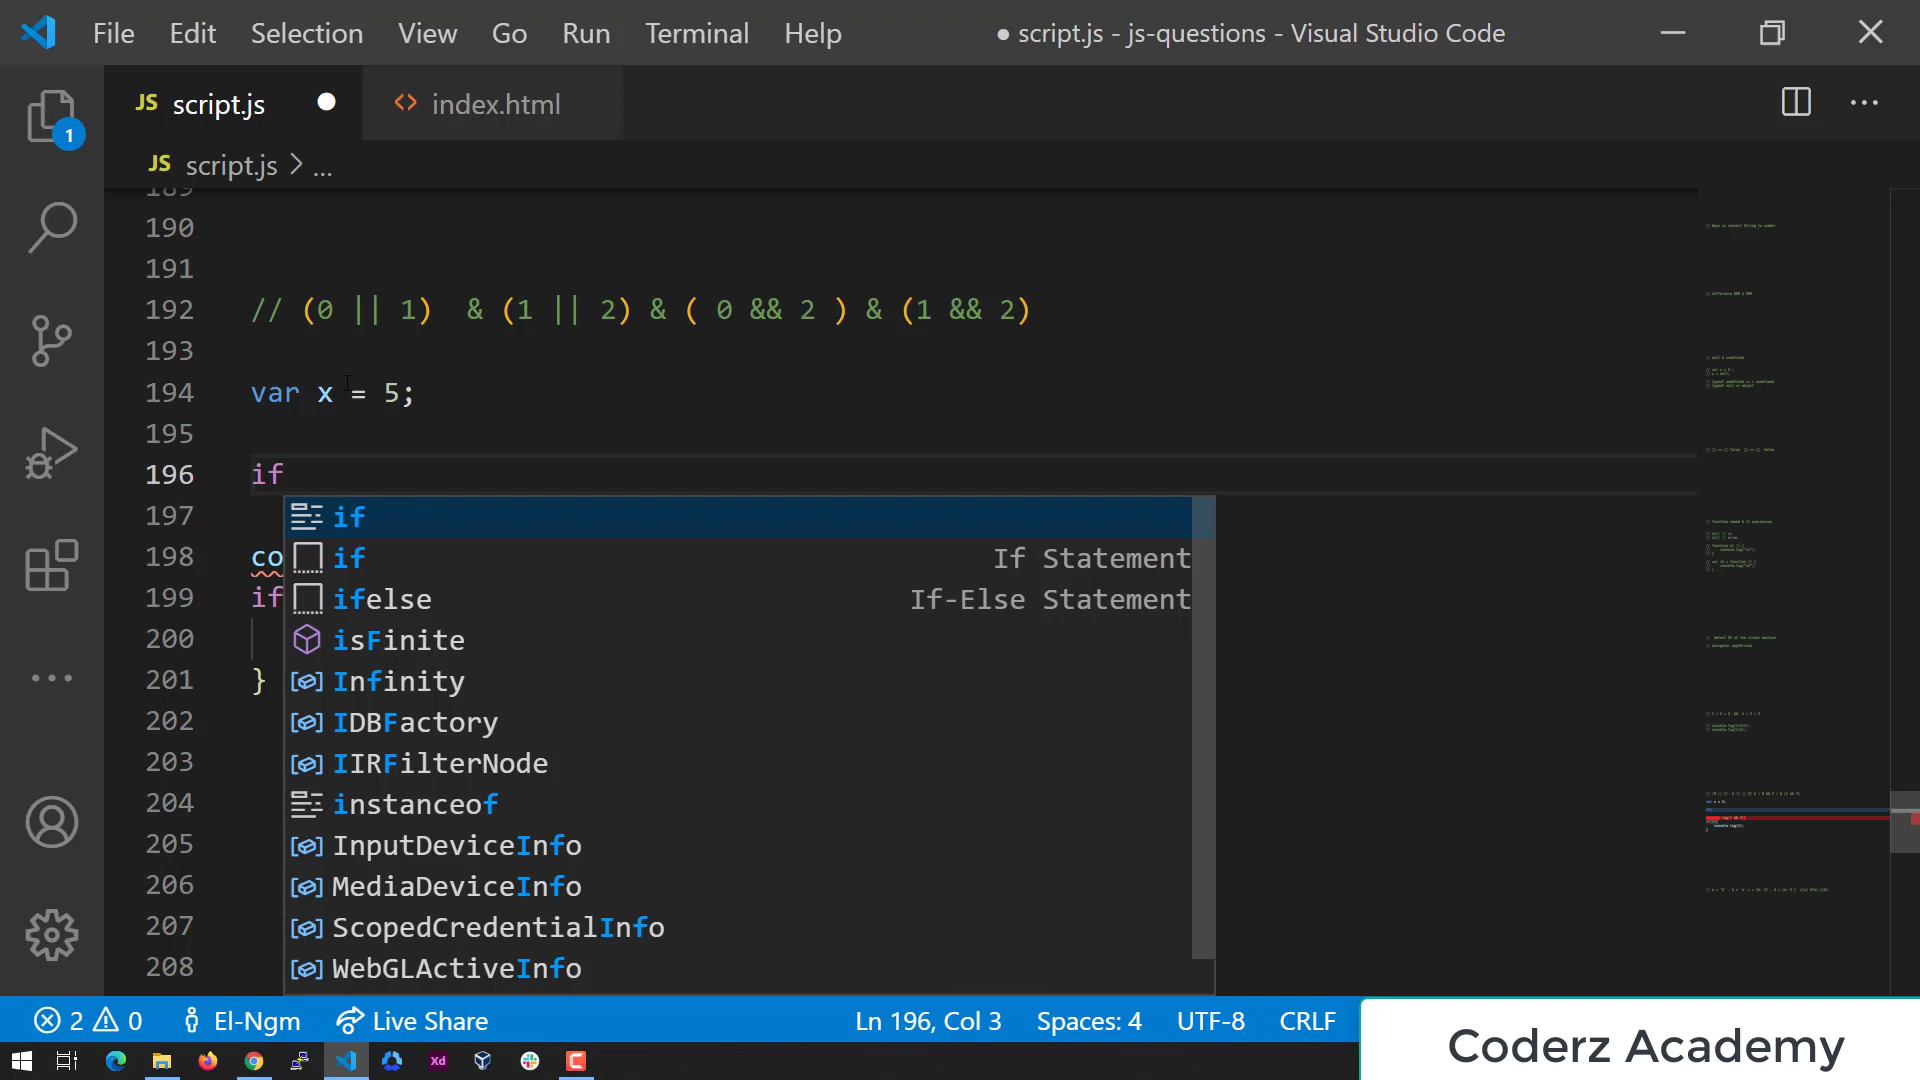 File Edit Selection View Go Run Terminal Help ● script.js - js-questions - Visual Studio Code
JS script.js index.html
1
JS script.js > ...
189
190
191
192 // (0 || 1)  & (1 || 2) & ( 0 && 2 ) & (1 && 2)
193
194 var x = 5;
195
196 if
197 if
198 co if If Statement
199 if ifelse If-Else Statement
200 isFinite
201 } Infinity
202 IDBFactory
203 IIRFilterNode
204 instanceof
205 InputDeviceInfo
206 MediaDeviceInfo
207 ScopedCredentialInfo
208 WebGLActiveInfo
2 0 El-Ngm Live Share Ln 196, Col 3 Spaces: 4 UTF-8 CRLF
Xd
Coderz Academy